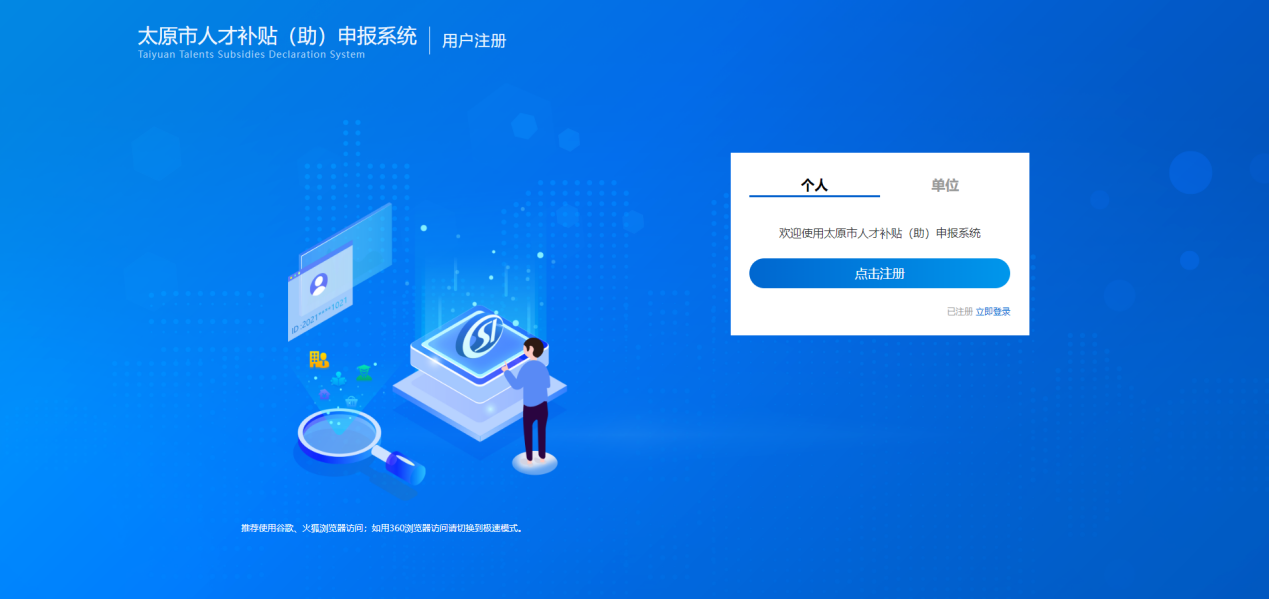 太原市人才补贴（助）申报系统 用户注册
Taiyuan Talents Subsidies Declaration System
个人 单位
欢迎使用太原市人才补贴（助）申报系统
点击注册
已注册 立即登录
ID :2021****1021
推荐使用谷歌、火狐浏览器访问；如用360浏览器访问请切换到极速模式。